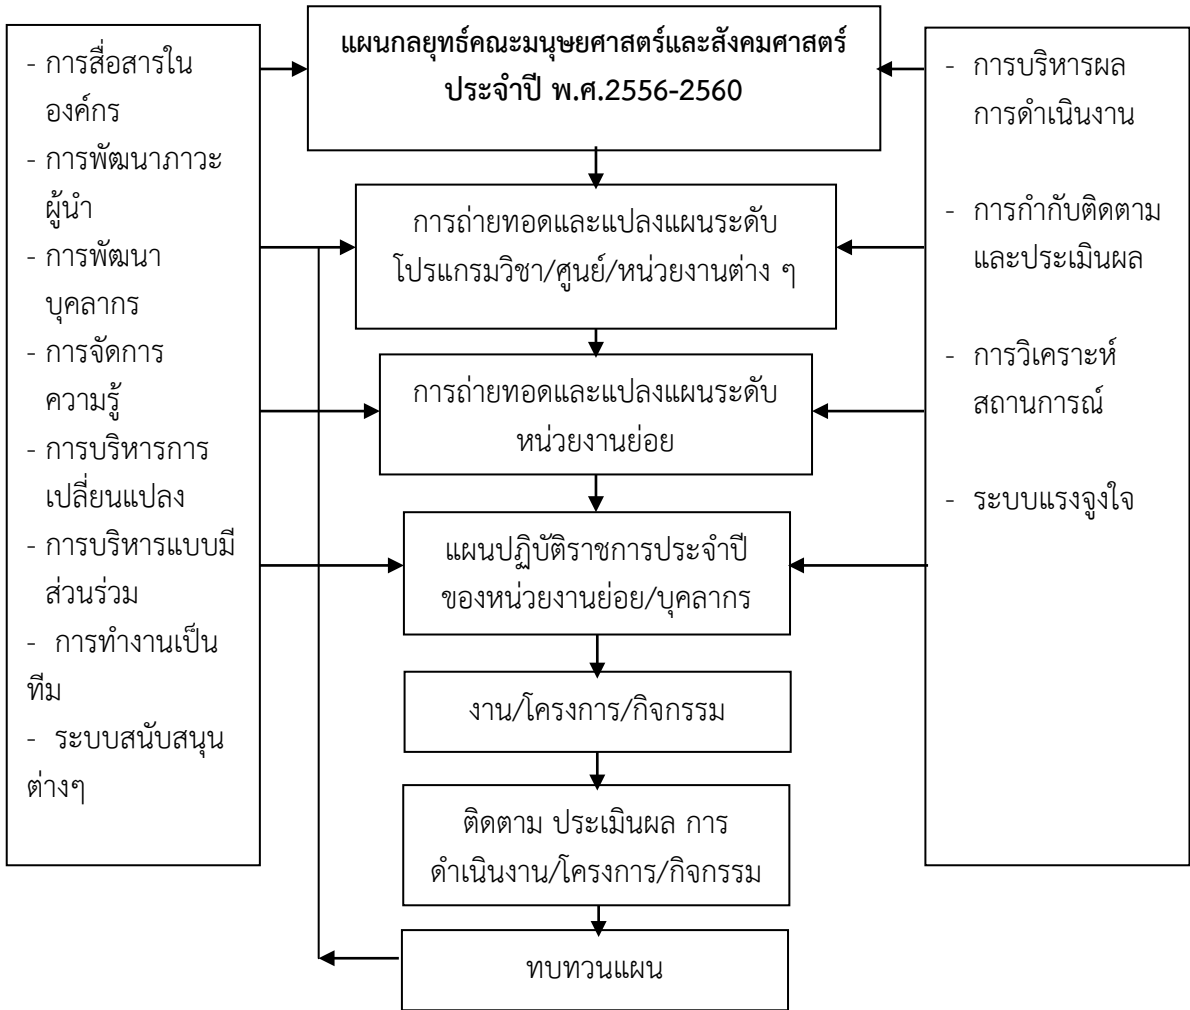 - การสื่อสารใน
องค์กร
- การพัฒนาภาวะ
ผู้นำ
- การพัฒนา
บุคลากร
- การจัดการ
ความรู้
- การบริหารการ
เปลี่ยนแปลง
- การบริหารแบบมี
ส่วนร่วม
- การทำงานเป็น
ทีม
- ระบบสนับสนุน
ต่างๆ
แผนกลยุทธ์คณะมนุษยศาสตร์และสังคมศาสตร์
ประจำปี พ.ศ.2556-2560
การถ่ายทอดและแปลงแผนระดับ
โปรแกรมวิชา/ศูนย์/หน่วยงานต่าง ๆ
การถ่ายทอดและแปลงแผนระดับ
หน่วยงานย่อย
แผนปฏิบัติราชการประจำปี
ของหน่วยงานย่อย/บุคลากร
งาน/โครงการ/กิจกรรม
ติดตาม ประเมินผล การ
ดำเนินงาน/โครงการ/กิจกรรม
ทบทวนแผน
- การบริหารผล
การดำเนินงาน
- การกำกับติดตาม
และประเมินผล
- การวิเคราะห์
สถานการณ์
- ระบบแรงจูงใจ